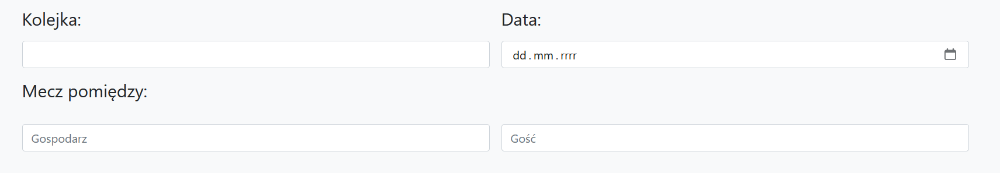 Kolejka: Data:
dd.mm.rrrr
Mecz pomiędzy:
Gospodarz Gość